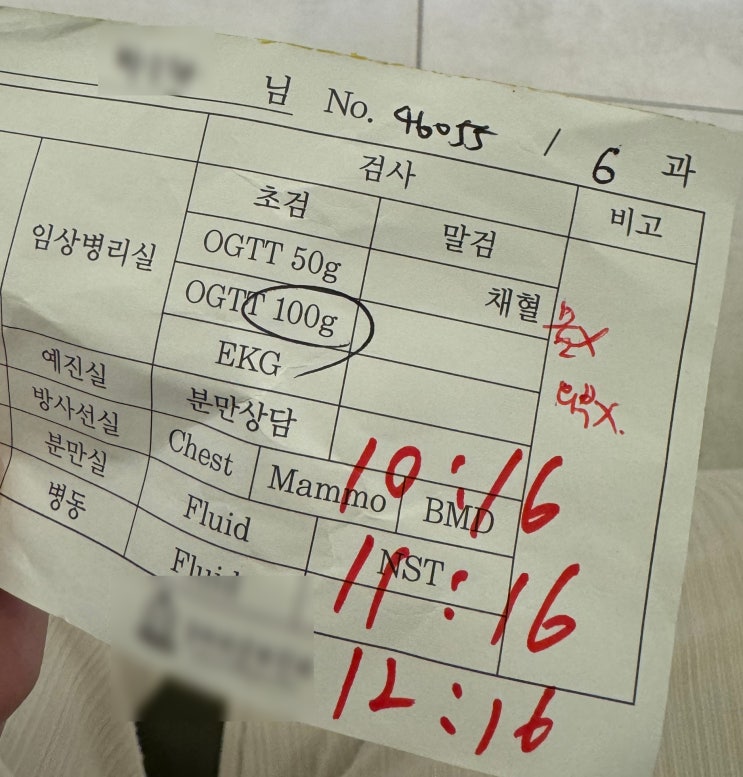 님 No. 46055 / 6 과
검사
초검 말검 비고
임상병리실 OGTT 50g
OGTT 100g 채혈
물X
EKG
예진실 분만상담
방사선실 Chest Mammo BMD
10:16
분만실 Fluid NST
11:16
병동
12:16